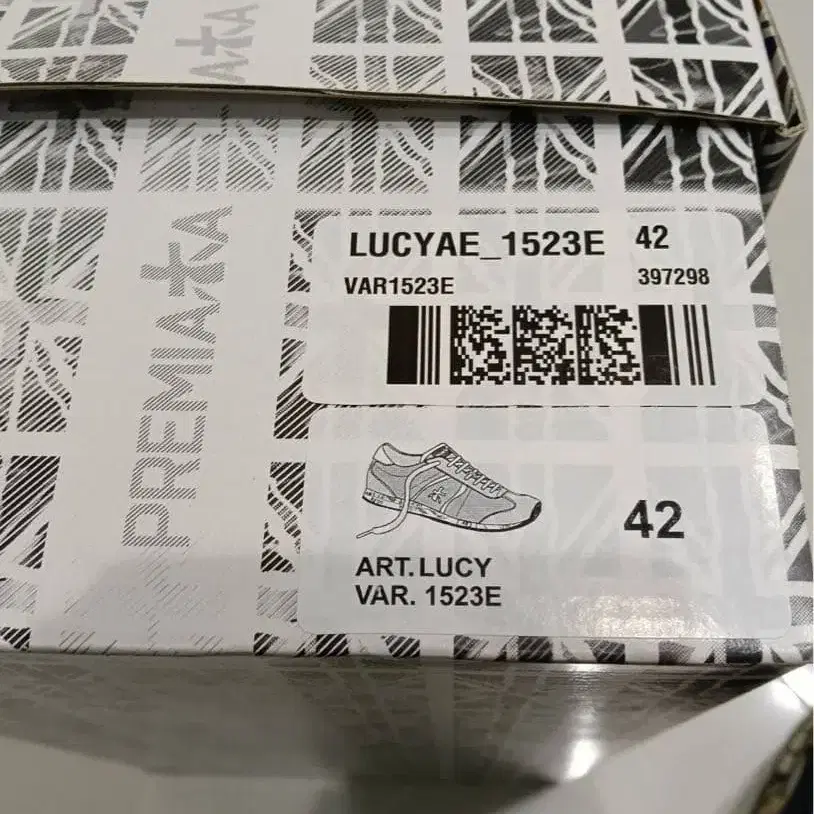 PREMIATA
LUCYAE_1523E 42
VAR1523E 397298
42
ART.LUCY
VAR. 1523E